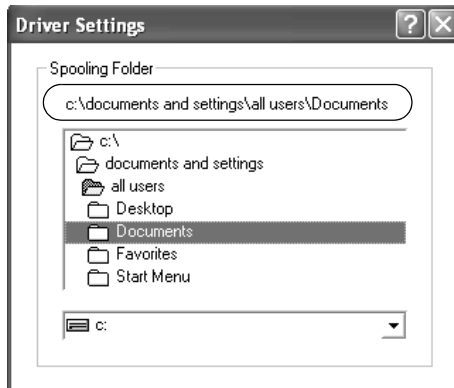 Driver Settings
Spooling Folder
c:\documents and settings\all users\Documents
c:\
documents and settings
all users
Desktop
Documents
Favorites
Start Menu
c: